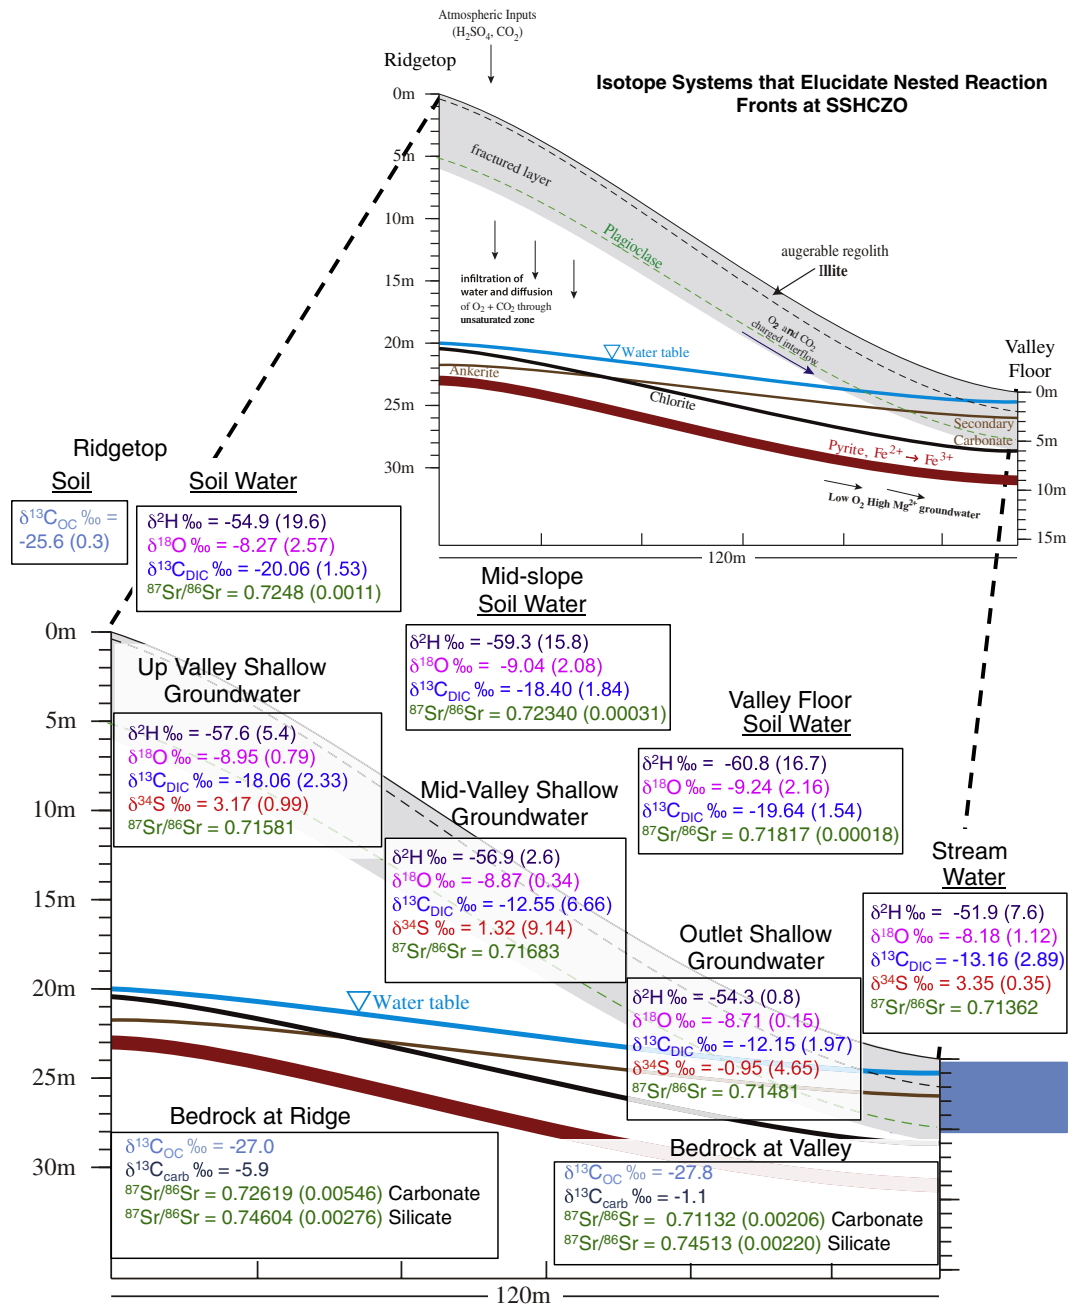 Atmospheric Inputs
(H₂SO₄, CO₂)
Ridgetop
Isotope Systems that Elucidate Nested Reaction
Fronts at SSHCZO
0m
5m
10m
15m
20m
25m
30m
fractured layer
Plagioclase
augerable regolith
Illite
infiltration of
water and diffusion
of O₂ + CO₂ through
unsaturated zone
O₂ and CO₂
charged interflow
Water table
Valley
Floor
0m
5m
10m
15m
Ankerite
Chlorite
Secondary
Carbonate
Pyrite, Fe²⁺ → Fe³⁺
Low O₂ High Mg²⁺ groundwater
120m
Ridgetop
Soil
δ¹³C_OC ‰ =
-25.6 (0.3)
Soil Water
δ²H ‰ = -54.9 (19.6)
δ¹⁸O ‰ = -8.27 (2.57)
δ¹³C_DIC ‰ = -20.06 (1.53)
⁸⁷Sr/⁸⁶Sr = 0.7248 (0.0011)
Mid-slope
Soil Water
δ²H ‰ = -59.3 (15.8)
δ¹⁸O ‰ = -9.04 (2.08)
δ¹³C_DIC ‰ = -18.40 (1.84)
⁸⁷Sr/⁸⁶Sr = 0.72340 (0.00031)
0m
5m
10m
15m
20m
25m
30m
Up Valley Shallow
Groundwater
δ²H ‰ = -57.6 (5.4)
δ¹⁸O ‰ = -8.95 (0.79)
δ¹³C_DIC ‰ = -18.06 (2.33)
δ³⁴S ‰ = 3.17 (0.99)
⁸⁷Sr/⁸⁶Sr = 0.71581
Valley Floor
Soil Water
δ²H ‰ = -60.8 (16.7)
δ¹⁸O ‰ = -9.24 (2.16)
δ¹³C_DIC ‰ = -19.64 (1.54)
⁸⁷Sr/⁸⁶Sr = 0.71817 (0.00018)
Mid-Valley Shallow
Groundwater
δ²H ‰ = -56.9 (2.6)
δ¹⁸O ‰ = -8.87 (0.34)
δ¹³C_DIC ‰ = -12.55 (6.66)
δ³⁴S ‰ = 1.32 (9.14)
⁸⁷Sr/⁸⁶Sr = 0.71683
Stream
Water
δ²H ‰ = -51.9 (7.6)
δ¹⁸O ‰ = -8.18 (1.12)
δ¹³C_DIC = -13.16 (2.89)
δ³⁴S ‰ = 3.35 (0.35)
⁸⁷Sr/⁸⁶Sr = 0.71362
Outlet Shallow
Groundwater
δ²H ‰ = -54.3 (0.8)
δ¹⁸O ‰ = -8.71 (0.15)
δ¹³C_DIC ‰ = -12.15 (1.97)
δ³⁴S ‰ = -0.95 (4.65)
⁸⁷Sr/⁸⁶Sr = 0.71481
Water table
Bedrock at Ridge
δ¹³C_OC ‰ = -27.0
δ¹³C_carb ‰ = -5.9
⁸⁷Sr/⁸⁶Sr = 0.72619 (0.00546) Carbonate
⁸⁷Sr/⁸⁶Sr = 0.74604 (0.00276) Silicate
Bedrock at Valley
δ¹³C_OC ‰ = -27.8
δ¹³C_carb ‰ = -1.1
⁸⁷Sr/⁸⁶Sr = 0.71132 (0.00206) Carbonate
⁸⁷Sr/⁸⁶Sr = 0.74513 (0.00220) Silicate
120m